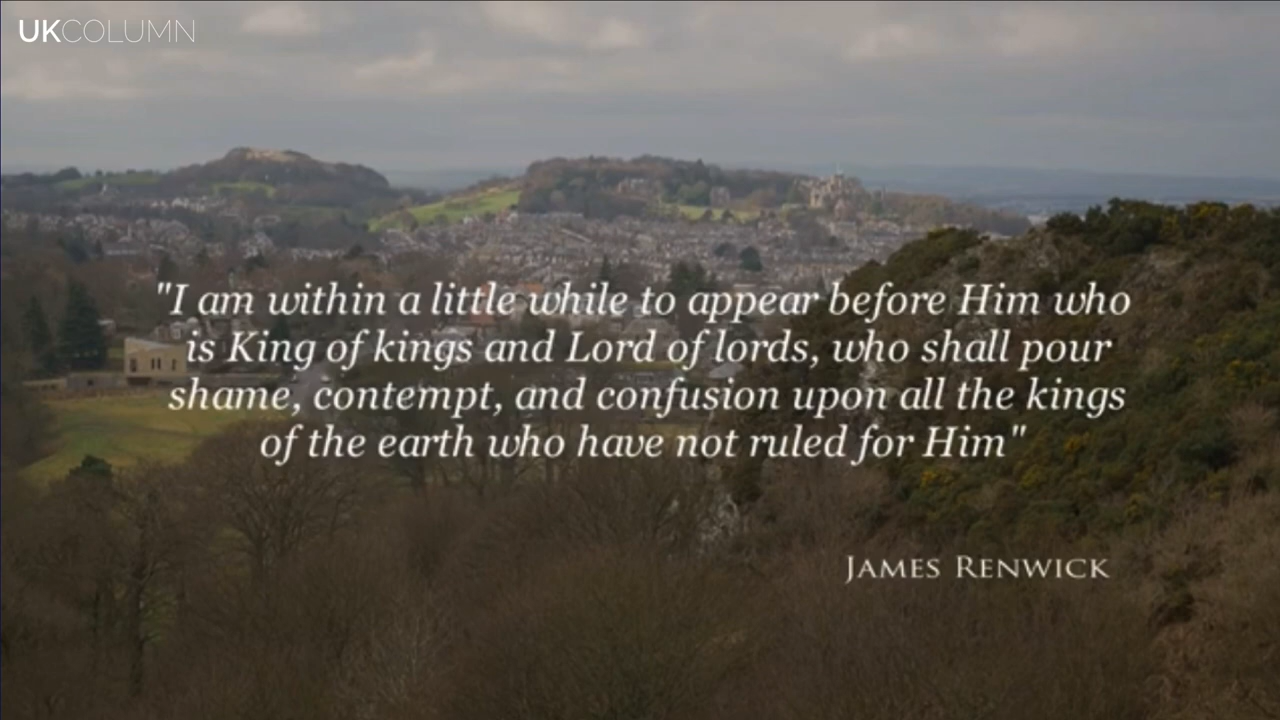 UKCOLUMN
"I am within a little while to appear before Him who
is King of kings and Lord of lords, who shall pour
shame, contempt, and confusion upon all the kings
of the earth who have not ruled for Him"
James Renwick